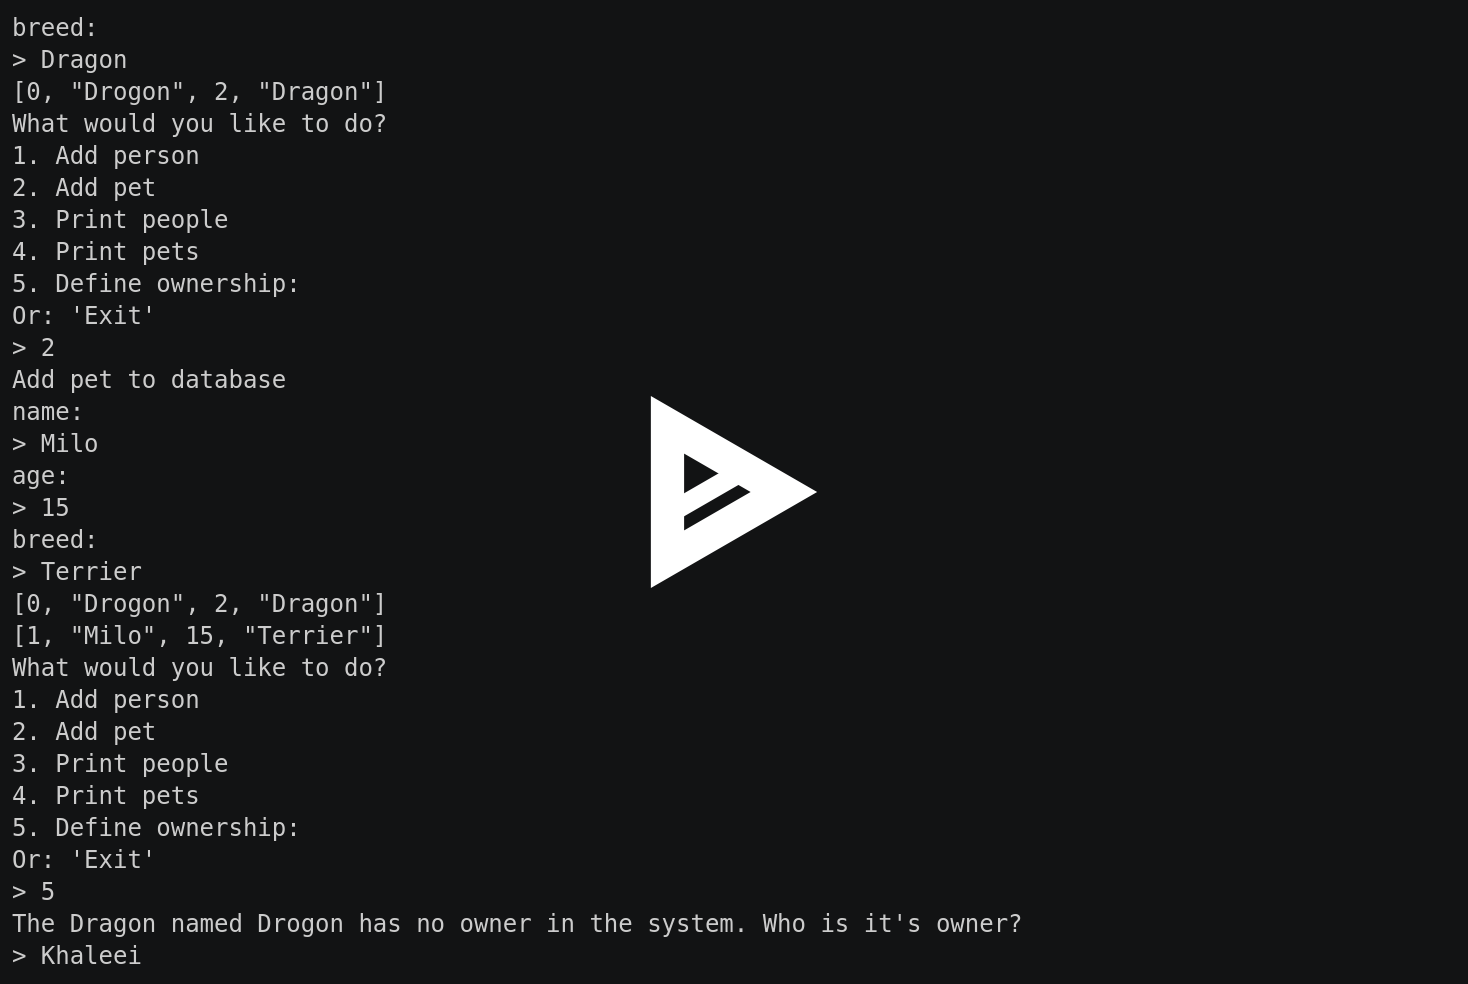 breed:
> Dragon
[0, "Drogon", 2, "Dragon"]
What would you like to do?
1. Add person
2. Add pet
3. Print people
4. Print pets
5. Define ownership:
Or: 'Exit'
> 2
Add pet to database
name:
> Milo
age:
> 15
breed:
> Terrier
[0, "Drogon", 2, "Dragon"]
[1, "Milo", 15, "Terrier"]
What would you like to do?
1. Add person
2. Add pet
3. Print people
4. Print pets
5. Define ownership:
Or: 'Exit'
> 5
The Dragon named Drogon has no owner in the system. Who is it's owner?
> Khaleei